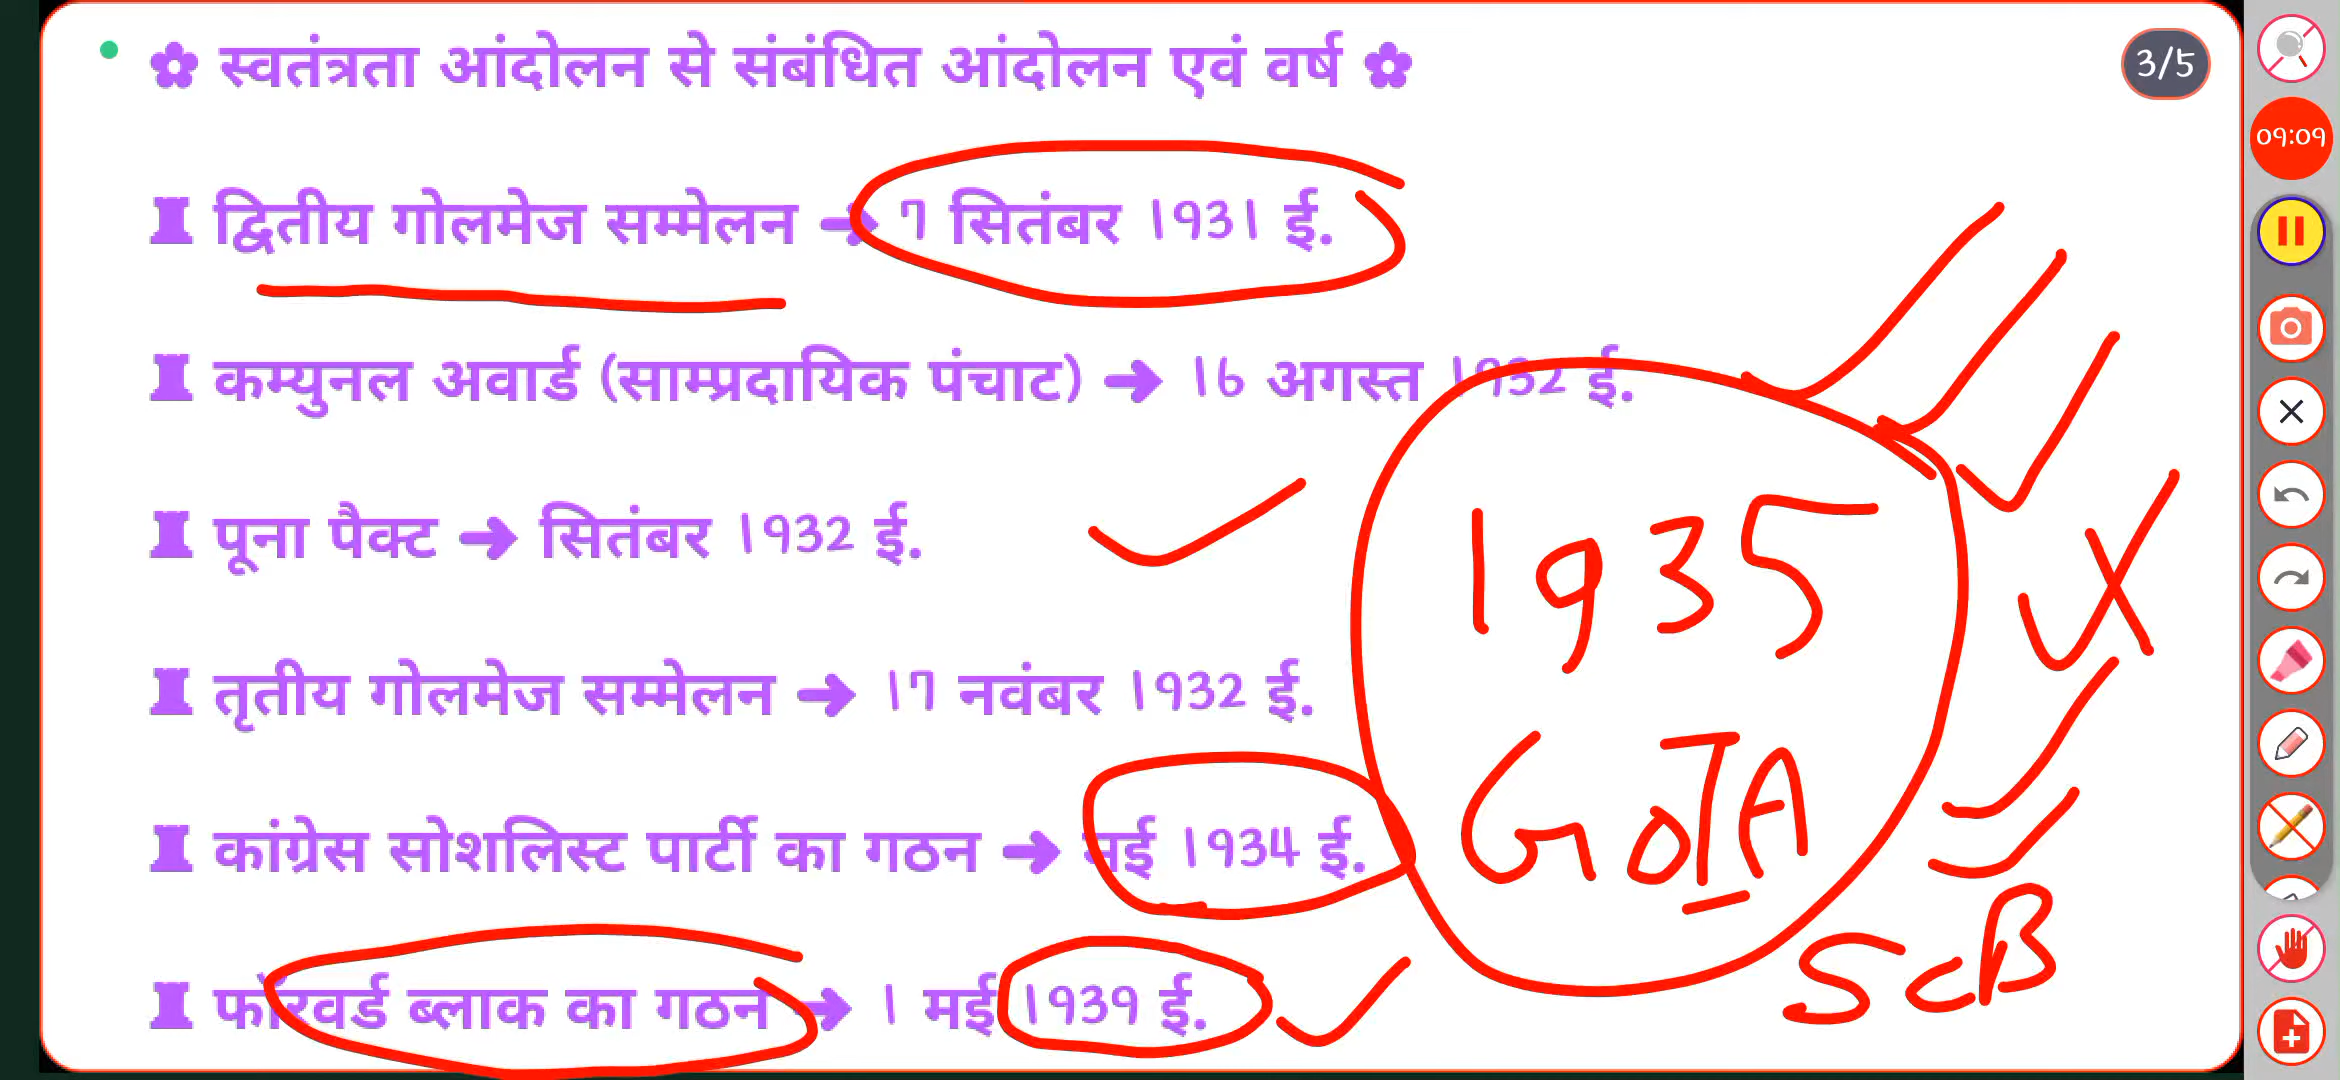 ✿ स्वतंत्रता आंदोलन से संबंधित आंदोलन एवं वर्ष ✿
3/5
09:09
द्वितीय गोलमेज सम्मेलन → 7 सितंबर 1931 ई.
कम्युनल अवार्ड (साम्प्रदायिक पंचाट) → 16 अगस्त 1932 ई.
पूना पैक्ट → सितंबर 1932 ई.
1935
तृतीय गोलमेज सम्मेलन → 17 नवंबर 1932 ई.
GOIA
कांग्रेस सोशलिस्ट पार्टी का गठन → मई 1934 ई.
फॉरवर्ड ब्लाक का गठन → 1 मई 1939 ई.
SCB